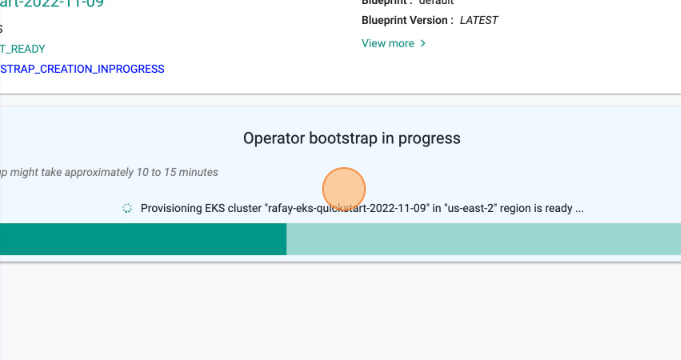 art-2022-11-09
Blueprint : default
Blueprint Version : LATEST
S
T_READY
View more >
STRAP_CREATION_INPROGRESS
Operator bootstrap in progress
p might take approximately 10 to 15 minutes
Provisioning EKS cluster "rafay-eks-quickstart-2022-11-09" in "us-east-2" region is ready ...